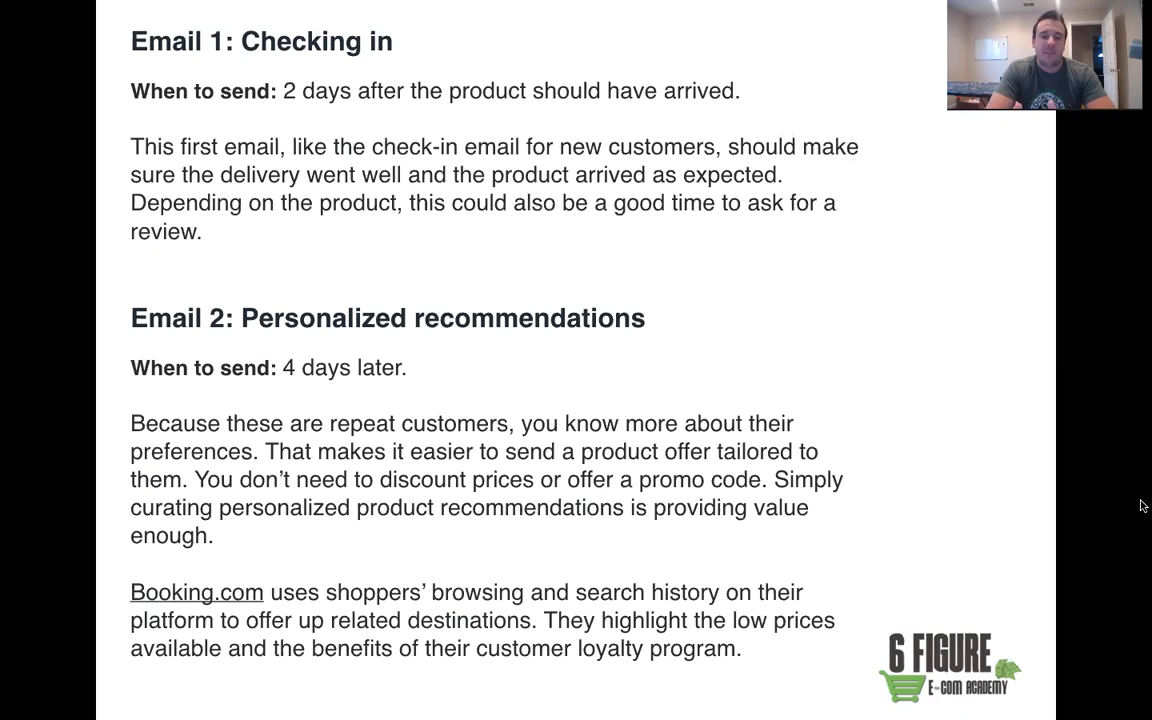 Email 1: Checking in
When to send: 2 days after the product should have arrived.
This first email, like the check-in email for new customers, should make
sure the delivery went well and the product arrived as expected.
Depending on the product, this could also be a good time to ask for a
review.
Email 2: Personalized recommendations
When to send: 4 days later.
Because these are repeat customers, you know more about their
preferences. That makes it easier to send a product offer tailored to
them. You don’t need to discount prices or offer a promo code. Simply
curating personalized product recommendations is providing value
enough.
Booking.com uses shoppers’ browsing and search history on their
platform to offer up related destinations. They highlight the low prices
available and the benefits of their customer loyalty program.
6 FIGURE
E-COM ACADEMY